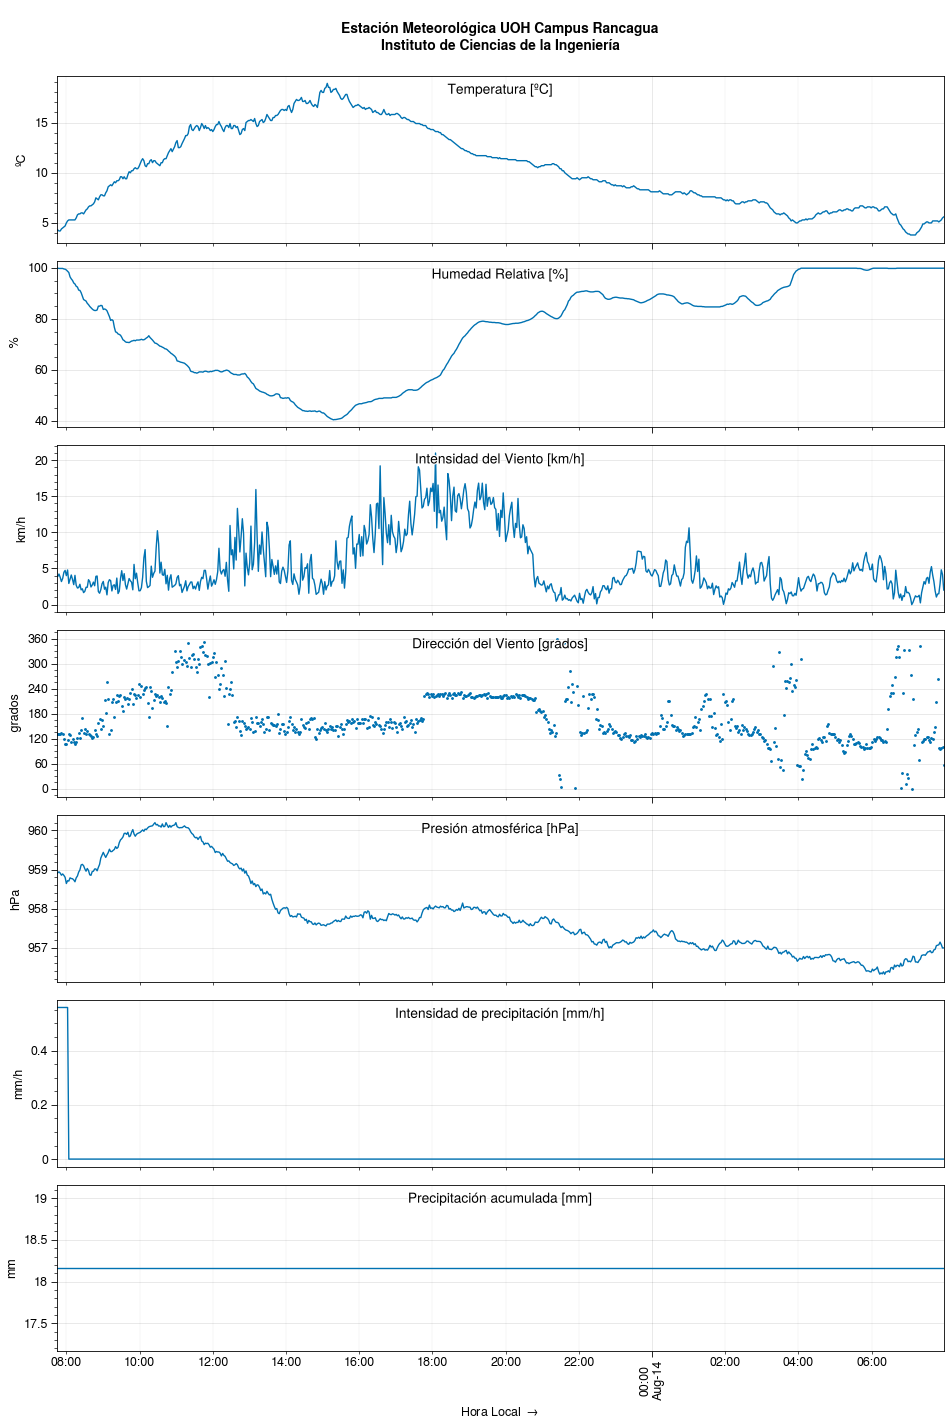 Estación Meteorológica UOH Campus Rancagua
Instituto de Ciencias de la Ingeniería
Temperatura [ºC]
ºC
15
10
5
Humedad Relativa [%]
%
100
80
60
40
Intensidad del Viento [km/h]
km/h
20
15
10
5
0
Dirección del Viento [grados]
grados
360
300
240
180
120
60
0
Presión atmosférica [hPa]
hPa
960
959
958
957
Intensidad de precipitación [mm/h]
mm/h
0.4
0.2
0
Precipitación acumulada [mm]
mm
19
18.5
18
17.5
08:00 10:00 12:00 14:00 16:00 18:00 20:00 22:00 00:00 02:00 04:00 06:00
Aug-14
Hora Local →